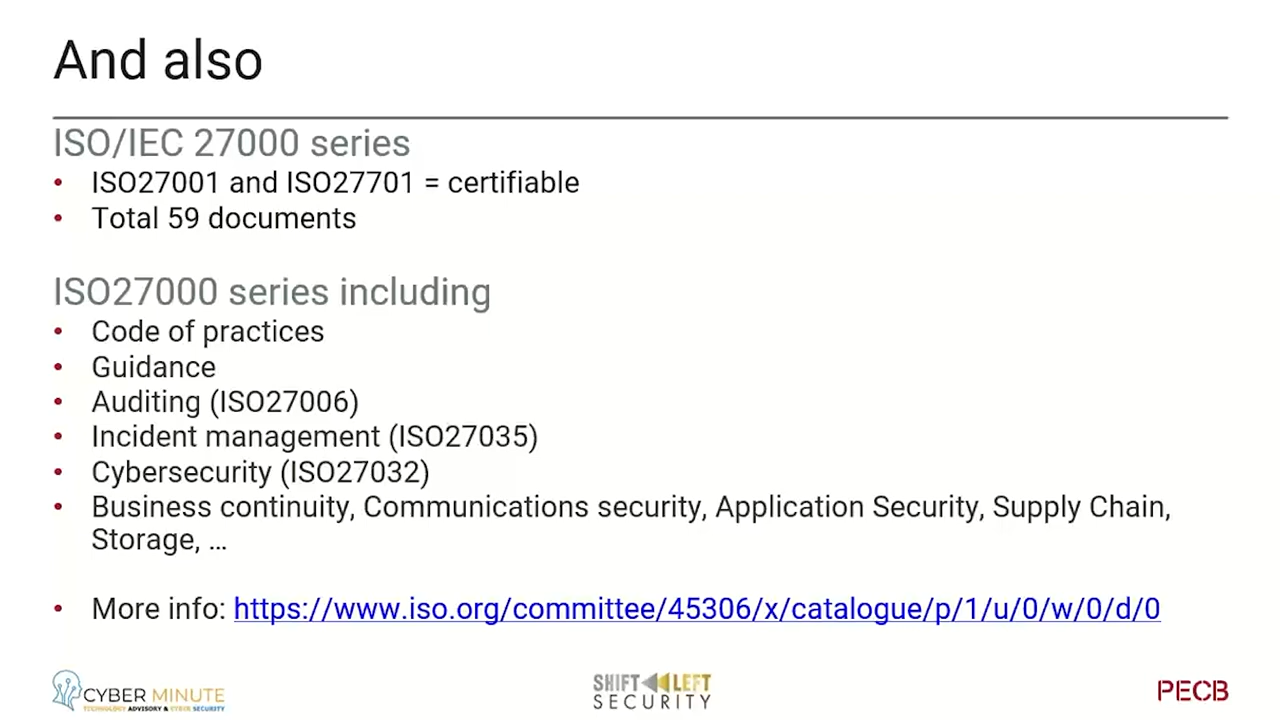 And also
ISO/IEC 27000 series
• ISO27001 and ISO27701 = certifiable
• Total 59 documents
ISO27000 series including
• Code of practices
• Guidance
• Auditing (ISO27006)
• Incident management (ISO27035)
• Cybersecurity (ISO27032)
• Business continuity, Communications security, Application Security, Supply Chain,
Storage, ...
• More info: https://www.iso.org/committee/45306/x/catalogue/p/1/u/0/w/0/d/0
CYBER MINUTE
TECHNOLOGY ADVISORY & CYBER SECURITY
SHIFT LEFT
SECURITY
PECB